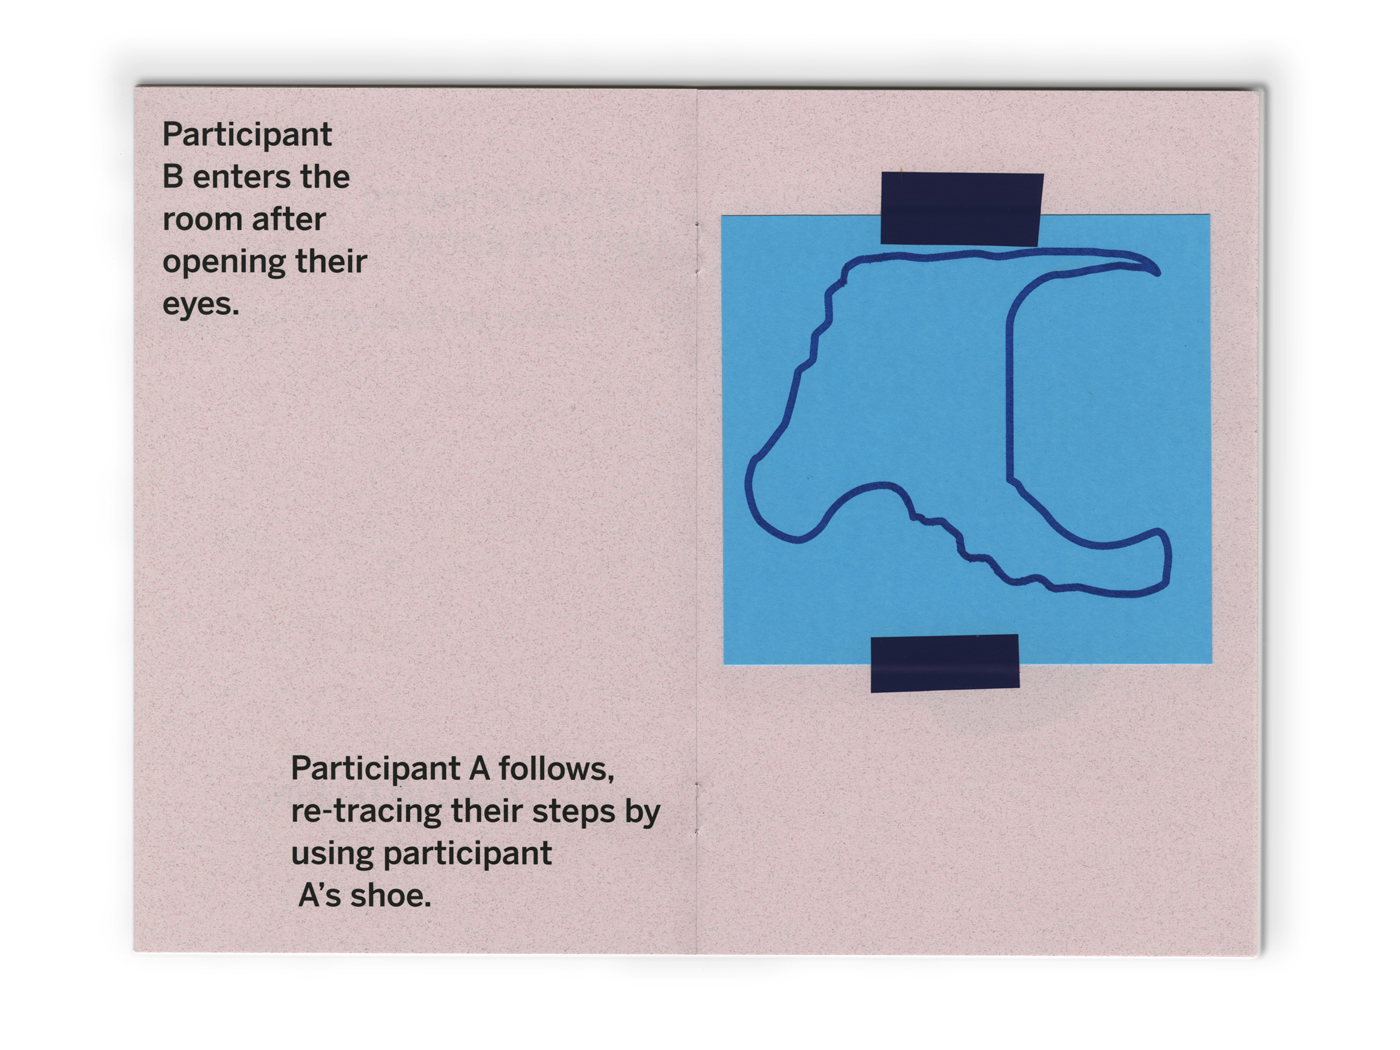 Participant
B enters the
room after
opening their
eyes.
Participant A follows,
re-tracing their steps by
using participant
A’s shoe.